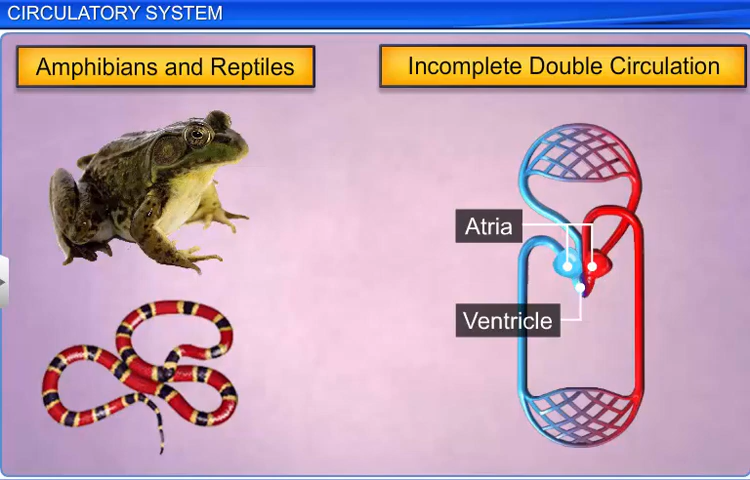 CIRCULATORY SYSTEM
Amphibians and Reptiles
Incomplete Double Circulation
Atria
Ventricle